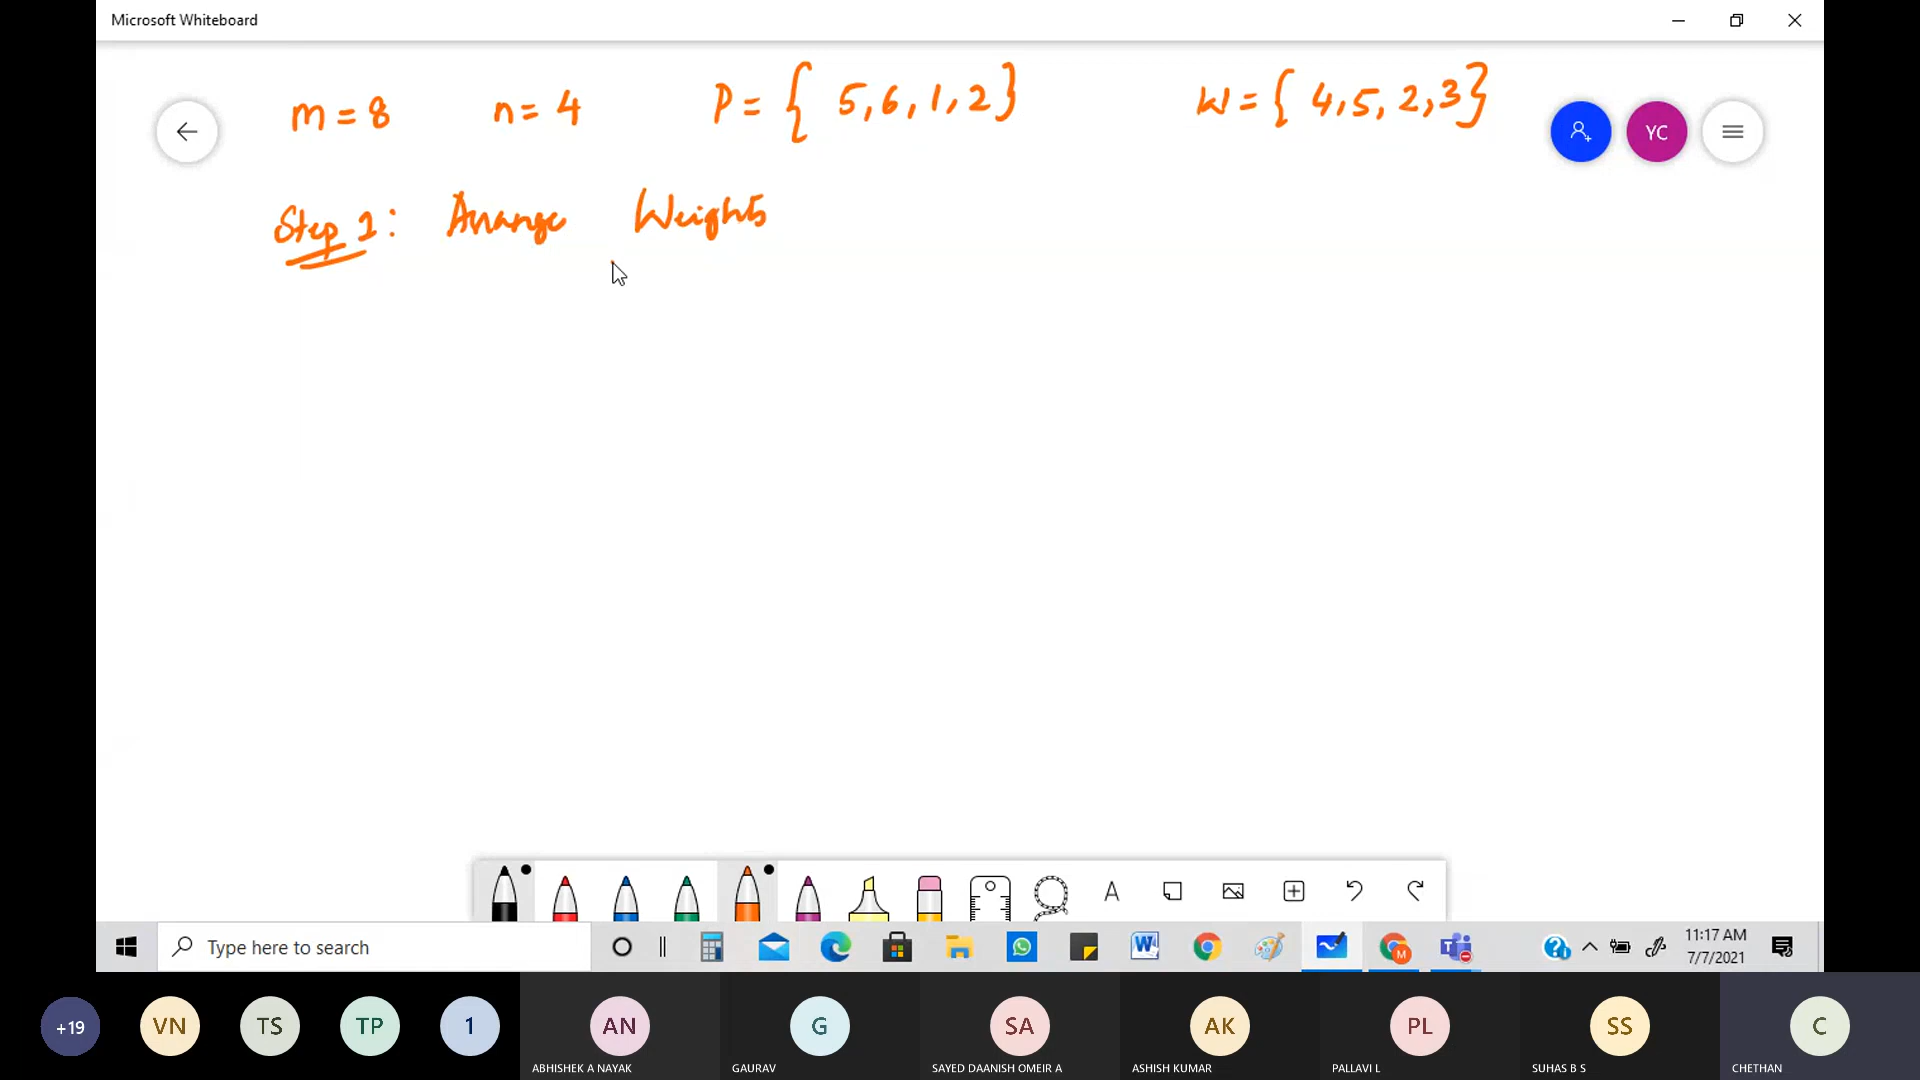 Microsoft Whiteboard
m = 8 n = 4 P = { 5, 6, 1, 2 } W = { 4, 5, 2, 3 }
YC
Step 1: Arrange Weights
A
Type here to search
11:17 AM
7/7/2021
+19 VN TS TP 1 AN G SA AK PL SS C
ABHISHEK A NAYAK GAURAV SAYED DAANISH OMEIR A ASHISH KUMAR PALLAVI L SUHAS B S CHETHAN